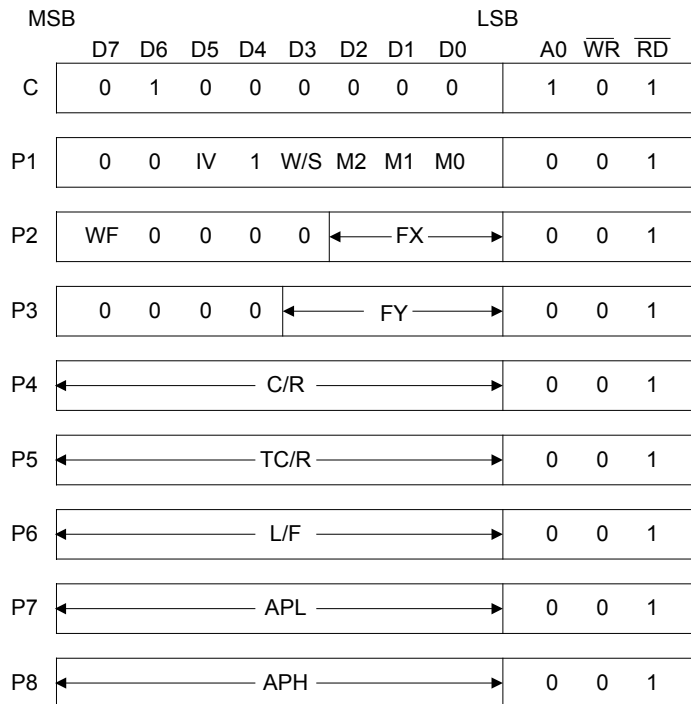 MSB LSB
D7 D6 D5 D4 D3 D2 D1 D0 A0 W̅R̅ R̅D̅
C 0 1 0 0 0 0 0 0 1 0 1
P1 0 0 IV 1 W/S M2 M1 M0 0 0 1
P2 WF 0 0 0 0 FX 0 0 1
P3 0 0 0 0 FY 0 0 1
P4 C/R 0 0 1
P5 TC/R 0 0 1
P6 L/F 0 0 1
P7 APL 0 0 1
P8 APH 0 0 1